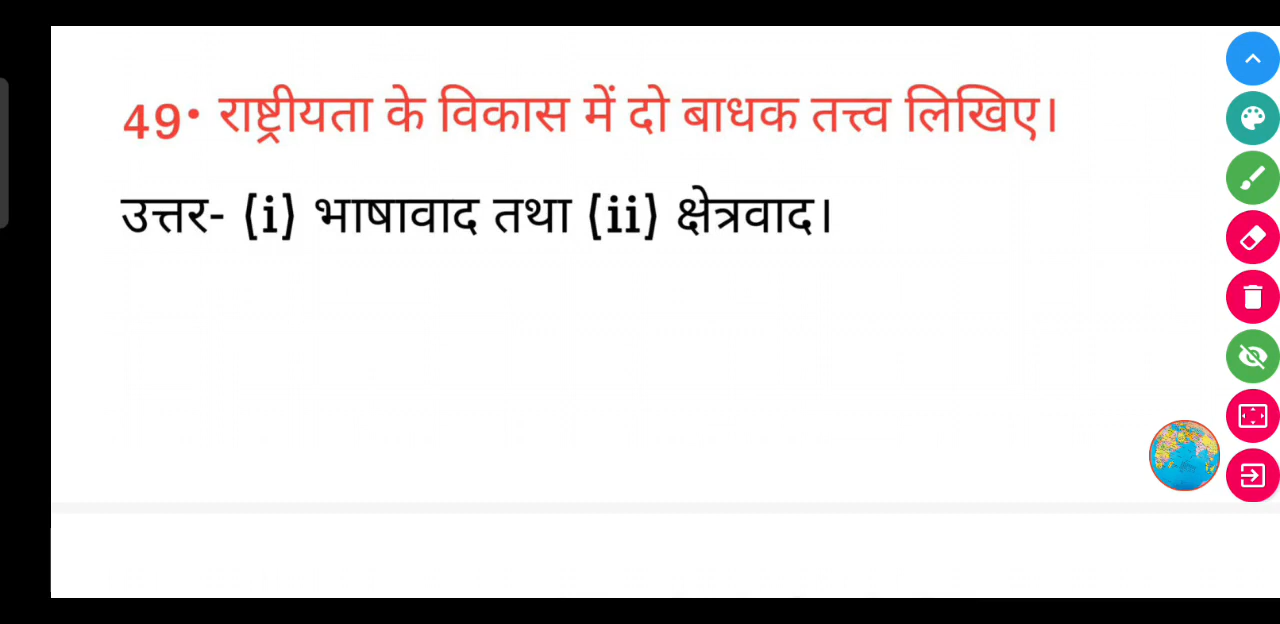 49• राष्ट्रीयता के विकास में दो बाधक तत्त्व लिखिए।
उत्तर- (i) भाषावाद तथा (ii) क्षेत्रवाद।